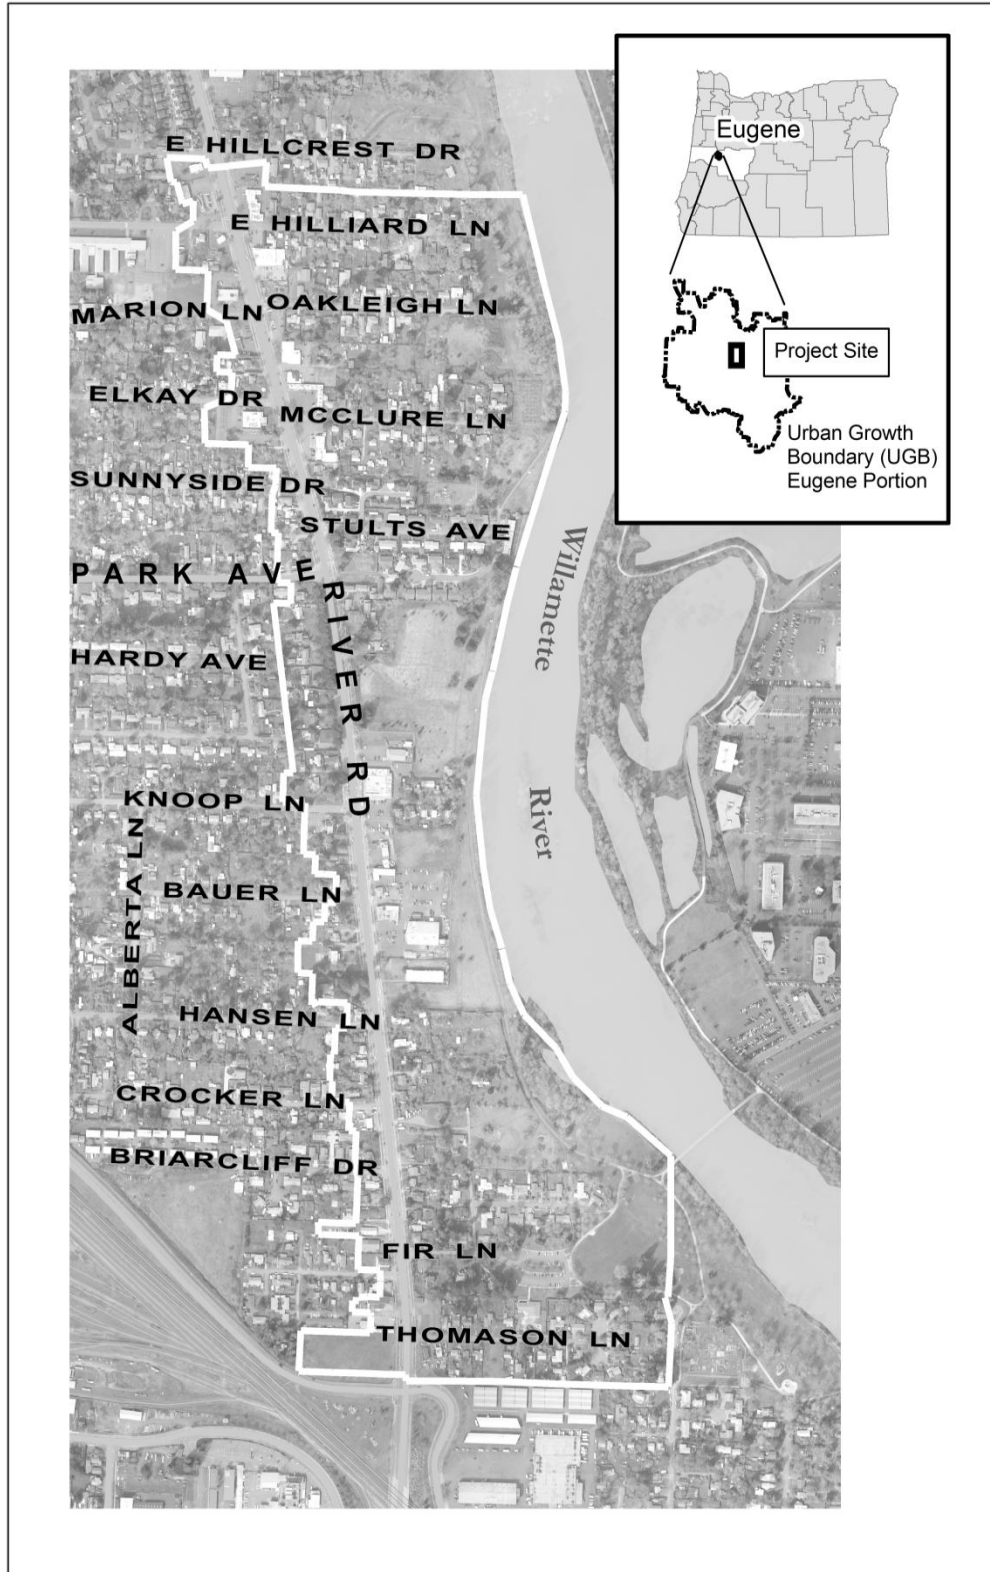 Eugene
Project Site
Urban Growth
Boundary (UGB)
Eugene Portion
E HILLCREST DR
E HILLIARD LN
MARION LN
OAKLEIGH LN
ELKAY DR
MCCLURE LN
SUNNYSIDE DR
STULTS AVE
PARK AVE
RIVER RD
Willamette
River
HARDY AVE
KNOOP LN
ALBERTA LN
BAUER LN
HANSEN LN
CROCKER LN
BRIARCLIFF DR
FIR LN
THOMASON LN